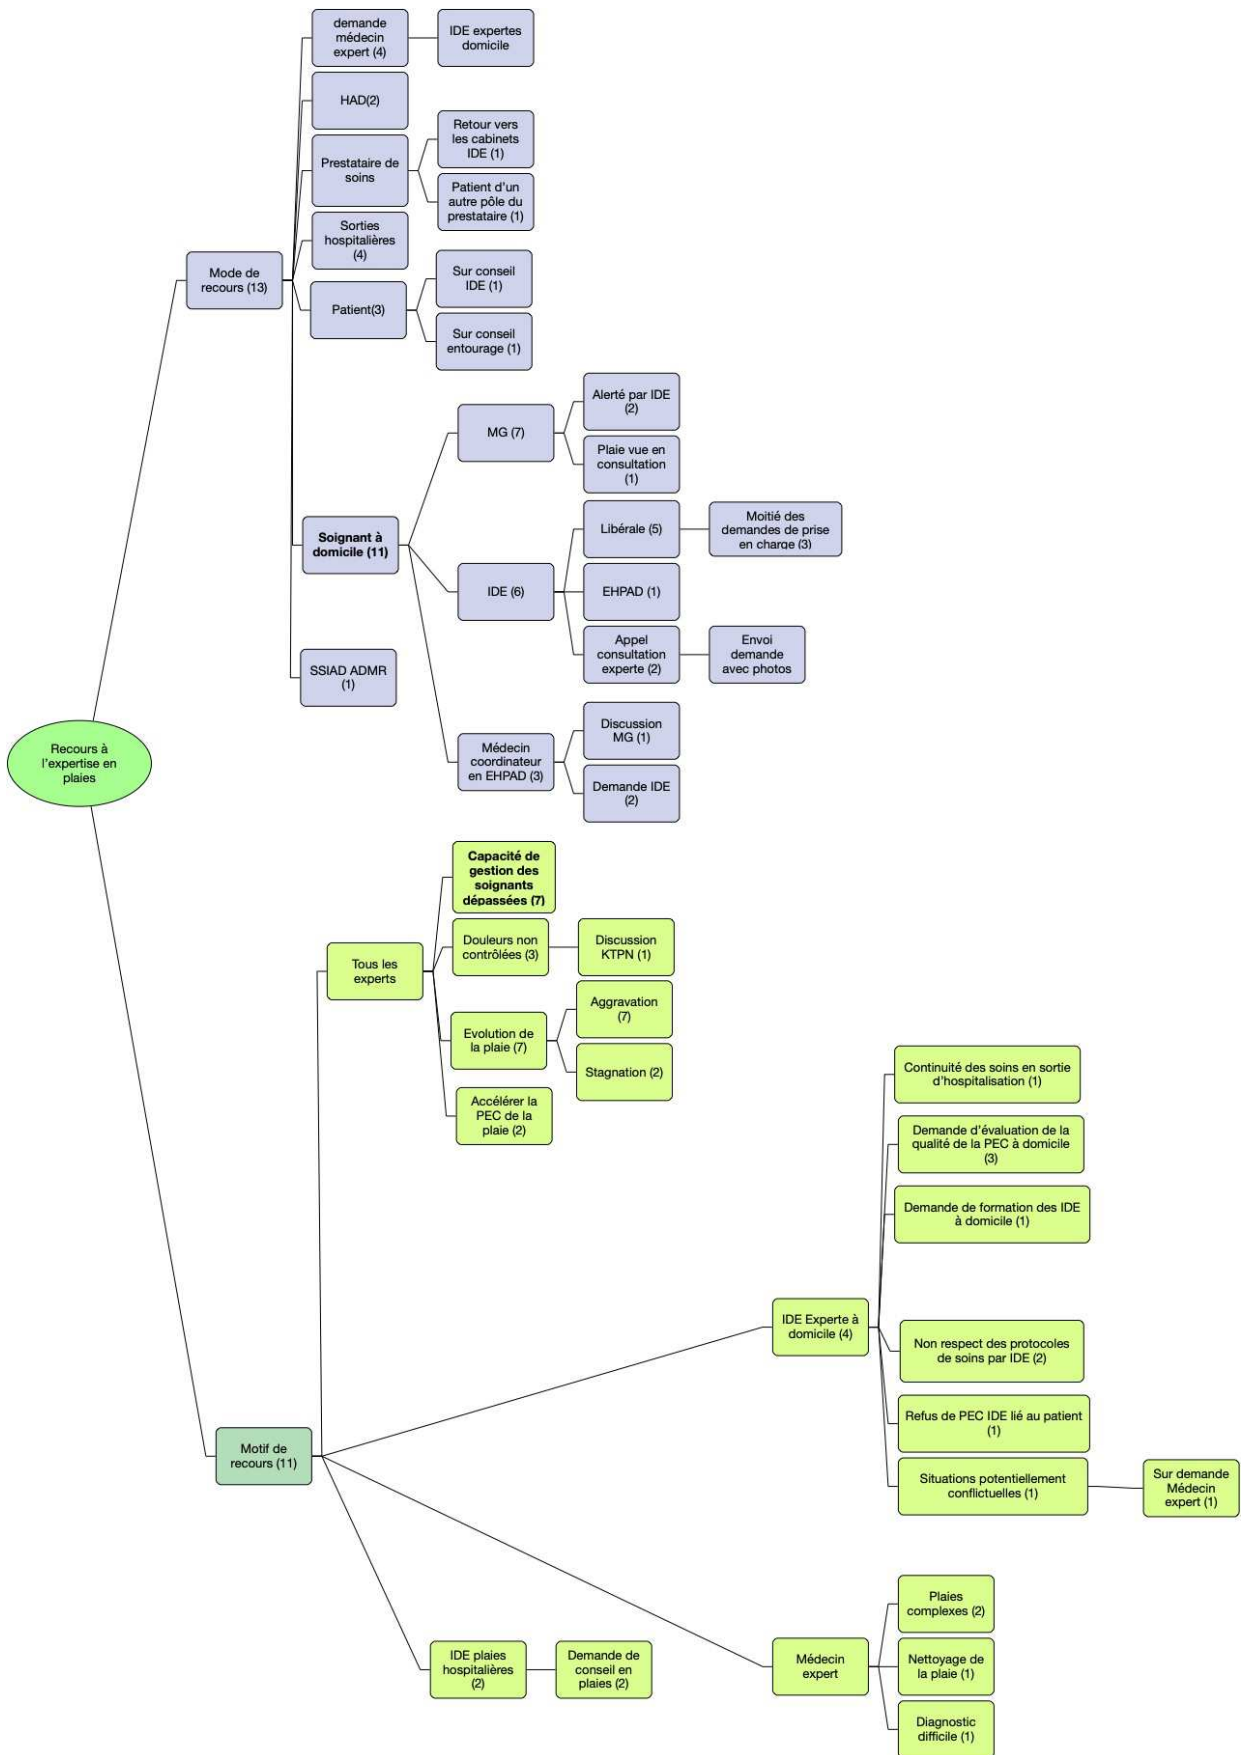 demande
médecin
expert (4)
IDE expertes
domicile
HAD(2)
Prestataire de
soins
Retour vers
les cabinets
IDE (1)
Patient d'un
autre pôle du
prestataire (1)
Sorties
hospitalières
(4)
Mode de
recours (13)
Patient(3)
Sur conseil
IDE (1)
Sur conseil
entourage (1)
Soignant à
domicile (11)
MG (7)
Alerté par IDE
(2)
Plaie vue en
consultation
(1)
IDE (6)
Libérale (5)
Moitié des
demandes de prise
en charge (3)
EHPAD (1)
Appel
consultation
experte (2)
Envoi
demande
avec photos
SSIAD ADMR
(1)
Médecin
coordinateur
en EHPAD (3)
Discussion
MG (1)
Demande IDE
(2)
Recours à
l'expertise en
plaies
Capacité de
gestion des
soignants
dépassées (7)
Tous les
experts
Douleurs non
contrôlées (3)
Discussion
KTPN (1)
Evolution de
la plaie (7)
Aggravation
(7)
Stagnation (2)
Accélérer la
PEC de la
plaie (2)
Continuité des soins en sortie
d'hospitalisation (1)
Demande d'évaluation de la
qualité de la PEC à domicile
(3)
Demande de formation des IDE
à domicile (1)
IDE Experte à
domicile (4)
Non respect des protocoles
de soins par IDE (2)
Refus de PEC IDE lié au patient
(1)
Situations potentiellement
conflictuelles (1)
Sur demande
Médecin
expert (1)
Motif de
recours (11)
IDE plaies
hospitalières
(2)
Demande de
conseil en
plaies (2)
Médecin
expert
Plaies
complexes (2)
Nettoyage de
la plaie (1)
Diagnostic
difficile (1)